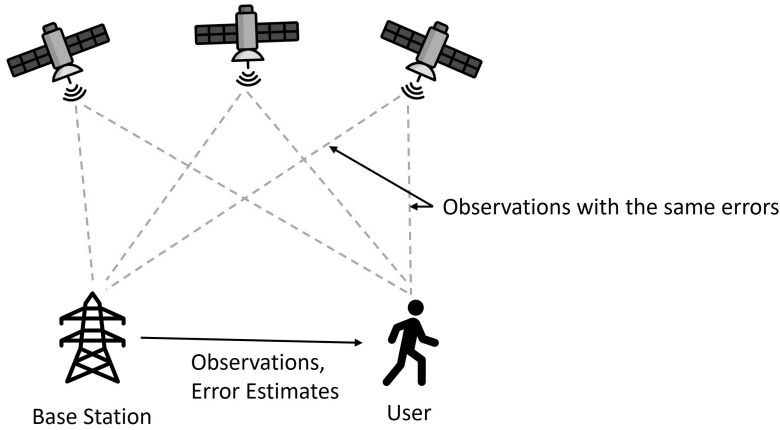 Observations with the same errors
Observations,
Error Estimates
Base Station
User